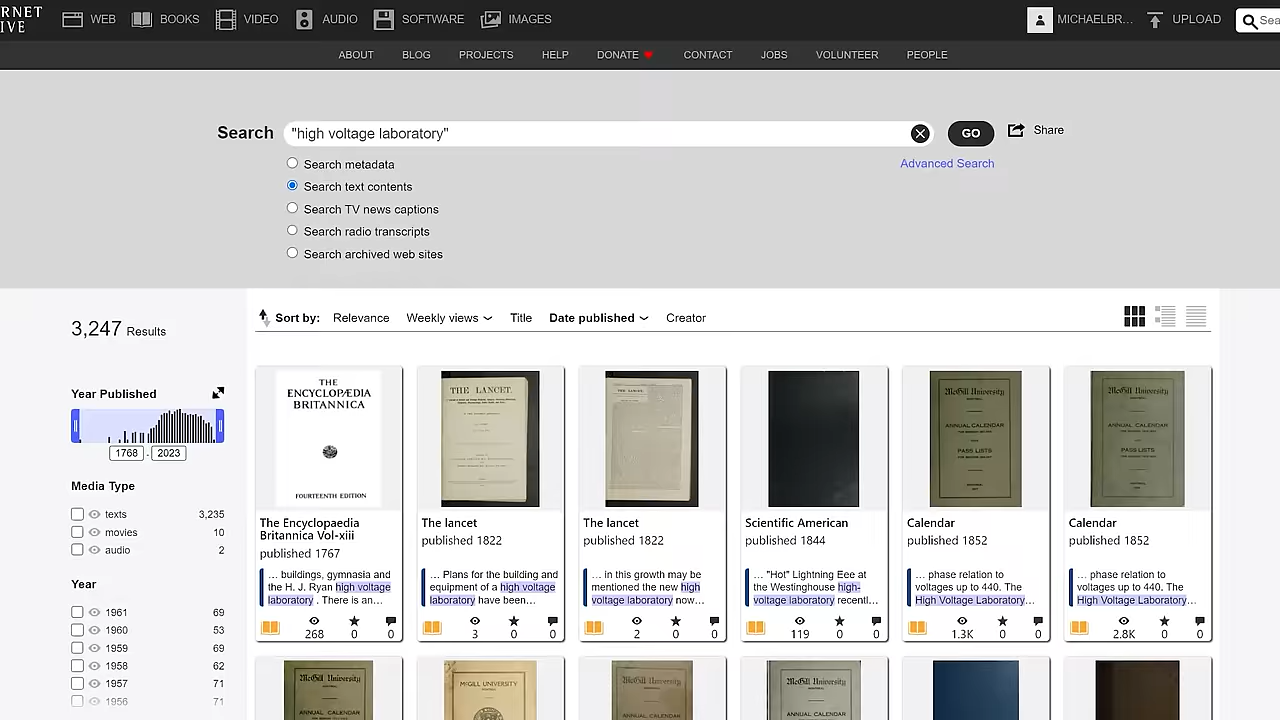 RNET
IVE
WEB BOOKS VIDEO AUDIO SOFTWARE IMAGES MICHAELBR... UPLOAD Sea
ABOUT BLOG PROJECTS HELP DONATE CONTACT JOBS VOLUNTEER PEOPLE
Search "high voltage laboratory" GO Share
Search metadata Advanced Search
Search text contents
Search TV news captions
Search radio transcripts
Search archived web sites
3,247 Results
Sort by: Relevance Weekly views Title Date published Creator
Year Published
1768 - 2023
Media Type
texts 3,235
movies 10
audio 2
Year
1961 69
1960 53
1959 69
1958 62
1957 71
1956 71
THE
ENCYCLOPÆDIA
BRITANNICA
FOURTEENTH EDITION
The Encyclopaedia
Britannica Vol-xiii
published 1767
... buildings, gymnasia and
the H. J. Ryan high voltage
laboratory . There is an...
268 0 0
THE LANCET.
The lancet
published 1822
... Plans for the building and
equipment of a high voltage
laboratory have been...
3 0 0
The lancet
published 1822
... in this growth may be
mentioned the new high
voltage laboratory now...
2 0 0
Scientific American
published 1844
... "Hot" Lightning Eee at
the Westinghouse high-
voltage laboratory recentl...
119 0 0
McGill University
ANNUAL CALENDAR
PASS LISTS
Calendar
published 1852
... phase relation to
voltages up to 440. The
High Voltage Laboratory...
1.3K 0 0
McGill University
ANNUAL CALENDAR
PASS LISTS
Calendar
published 1852
... phase relation to
voltages up to 440. The
High Voltage Laboratory...
2.8K 0 0
McGill University
ANNUAL CALENDAR
McGILL UNIVERSITY
McGill University
ANNUAL CALENDAR
McGill University
ANNUAL CALENDAR